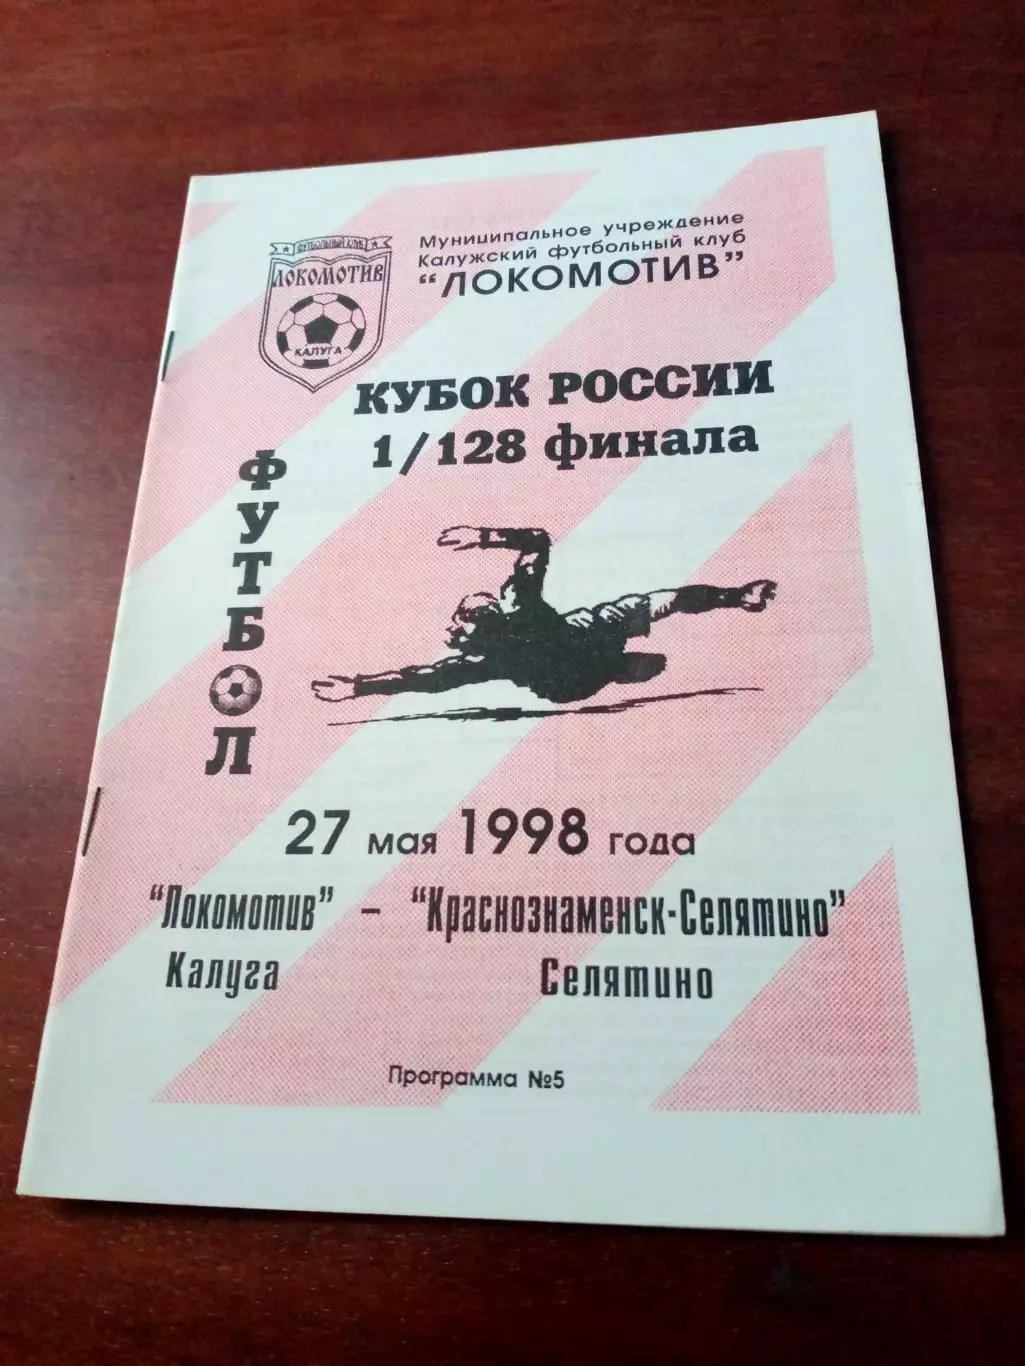 Муниципальное учреждение
Калужский футбольный клуб
"ЛОКОМОТИВ"
ФУТБОЛЬНЫЙ КЛУБ
ЛОКОМОТИВ
КАЛУГА
КУБОК РОССИИ
1/128 финала
ФУТБОЛ
27 мая 1998 года
"Локомотив" - "Краснознаменск-Селятино"
Калуга Селятино
Программа №5